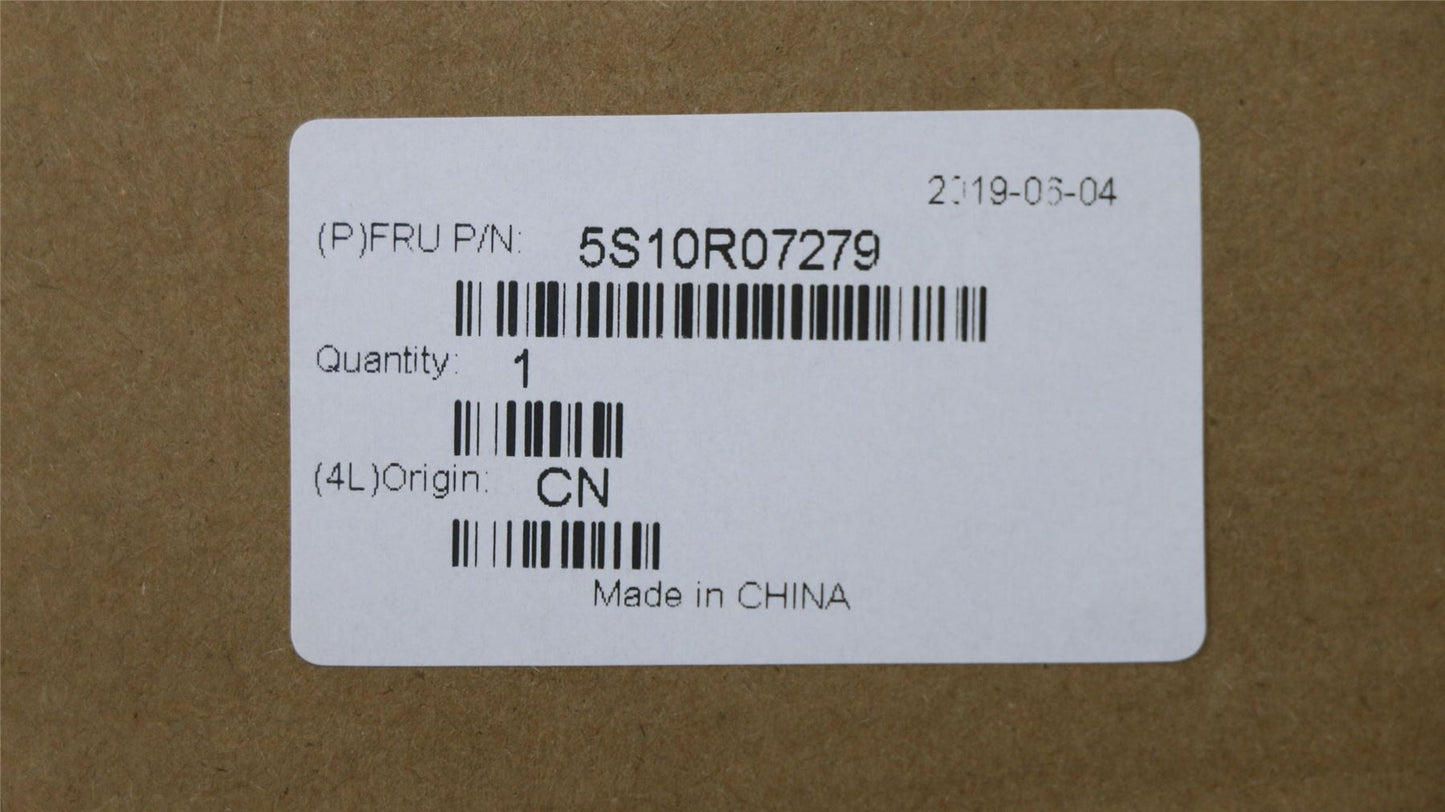 2019-06-04
(P)FRU P/N: 5S10R07279
Quantity: 1
(4L)Origin: CN
Made in CHINA